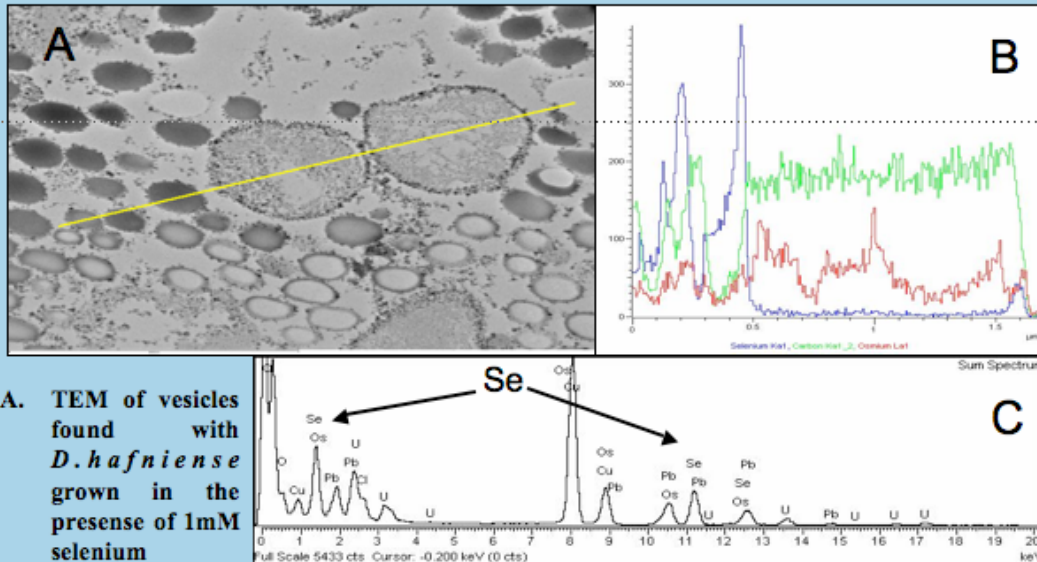 A
B
300
200
100
0
0
0.5
1
1.5
µm
Selenium Ka1, Carbon Ka1_2, Osmium La1
A. TEM of vesicles
found with
D.hafniense
grown in the
presense of 1mM
selenium
Se
Sum Spectrum
C
O
Cu
Se
Os
Pb
U
Pb
Cl
U
U
Os
Cu
Os
Cu
Pb
Pb
Os
Se
Pb
U
Pb
Se
Os
U
Pb
U
U
U
0 1 2 3 4 5 6 7 8 9 10 11 12 13 14 15 16 17 18 19 20
Full Scale 5433 cts Cursor: -0.200 keV (0 cts)
keV